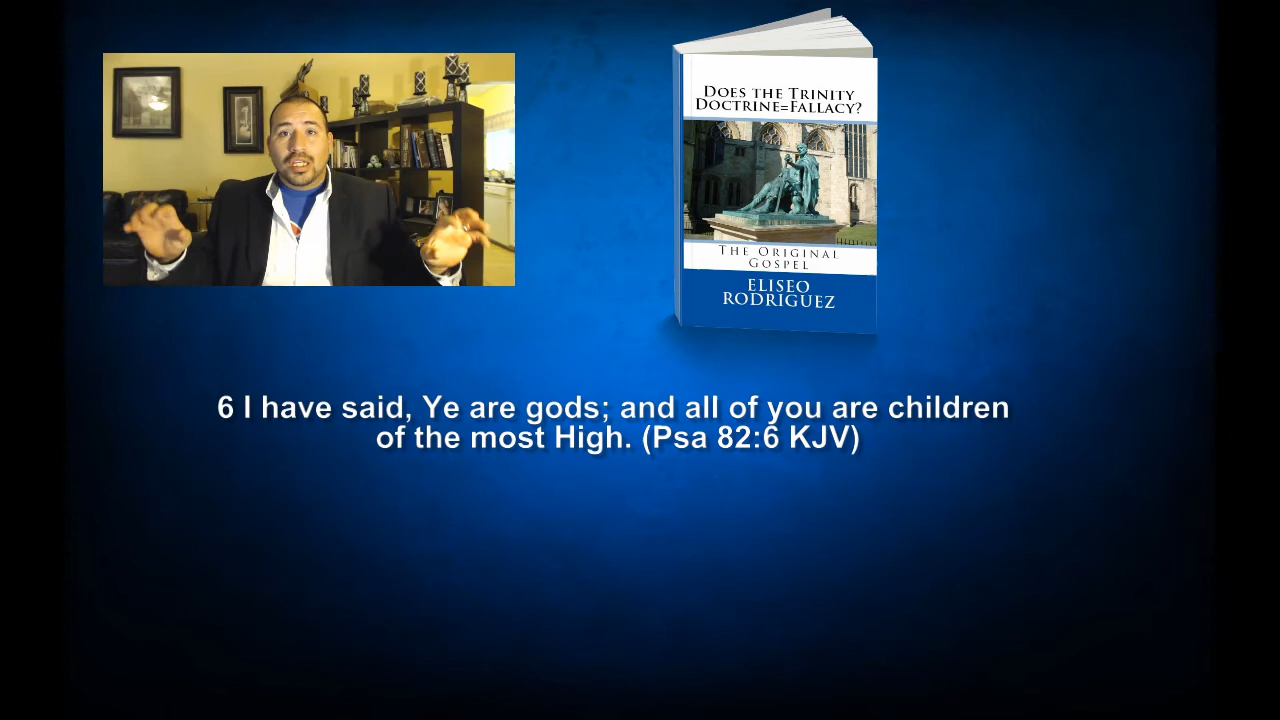 DOES THE TRINITY
DOCTRINE=FALLACY?
THE ORIGINAL
GOSPEL
ELISEO
RODRIGUEZ
6 I have said, Ye are gods; and all of you are children
of the most High. (Psa 82:6 KJV)